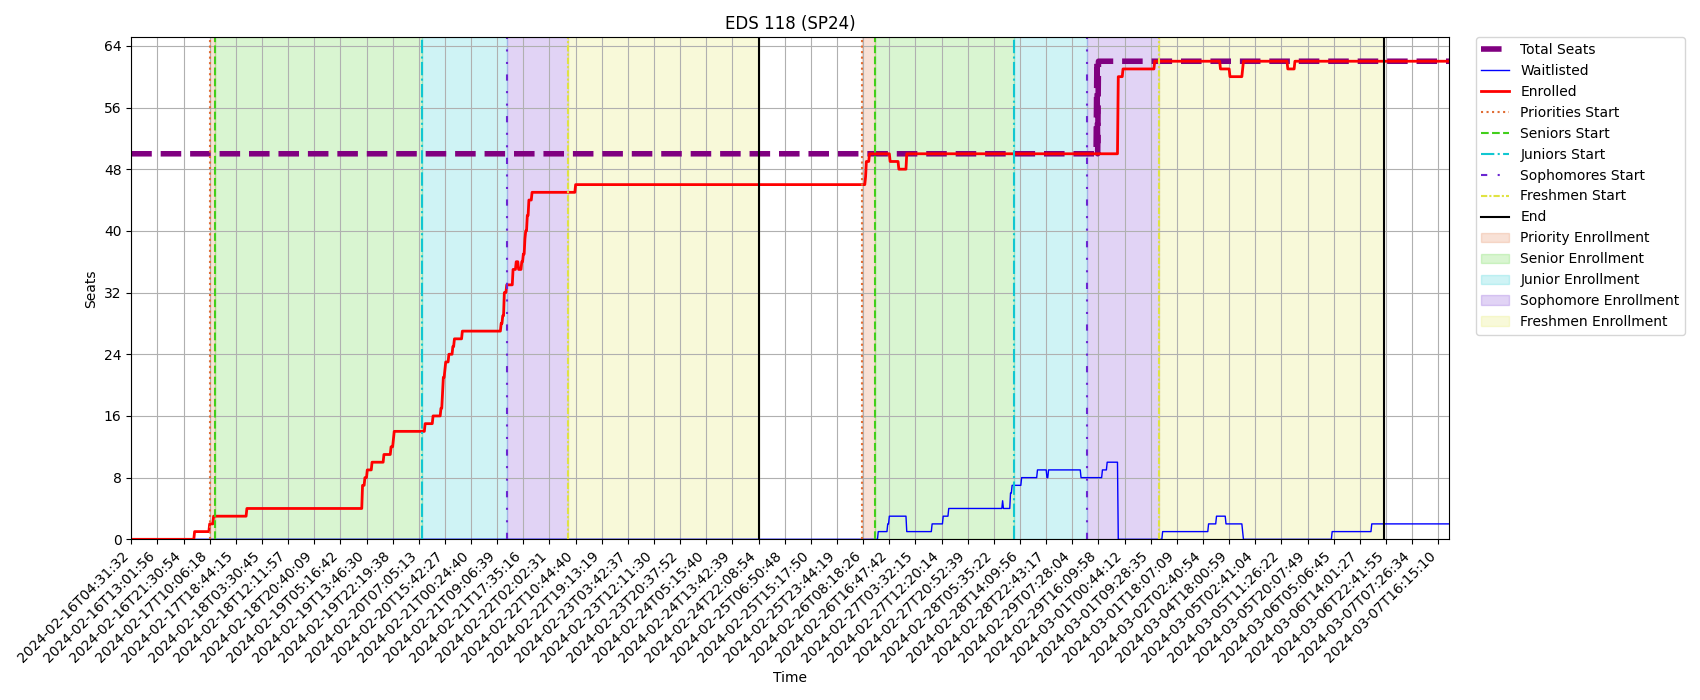 EDS 118 (SP24)
Seats
64
56
48
40
32
24
16
8
0
2024-02-16T04:31:32
2024-02-16T13:01:56
2024-02-16T21:30:54
2024-02-17T10:06:18
2024-02-17T18:44:15
2024-02-18T03:30:45
2024-02-18T12:11:57
2024-02-18T20:40:09
2024-02-19T05:16:42
2024-02-19T13:46:30
2024-02-19T22:19:38
2024-02-20T07:05:13
2024-02-20T15:42:27
2024-02-21T00:24:40
2024-02-21T09:06:39
2024-02-21T17:35:16
2024-02-22T02:02:31
2024-02-22T10:44:40
2024-02-22T19:13:19
2024-02-23T03:42:37
2024-02-23T12:11:30
2024-02-23T20:37:52
2024-02-24T05:15:40
2024-02-24T13:42:39
2024-02-24T22:08:54
2024-02-25T06:50:48
2024-02-25T15:17:50
2024-02-25T23:44:19
2024-02-26T08:18:26
2024-02-26T16:47:42
2024-02-27T03:32:15
2024-02-27T12:20:14
2024-02-27T20:52:39
2024-02-28T05:35:22
2024-02-28T14:09:56
2024-02-28T22:43:17
2024-02-29T07:28:04
2024-02-29T16:09:58
2024-03-01T00:44:12
2024-03-01T09:28:35
2024-03-01T18:07:09
2024-03-02T02:40:54
2024-03-04T18:00:59
2024-03-05T02:41:04
2024-03-05T11:26:22
2024-03-05T20:07:49
2024-03-06T05:06:45
2024-03-06T14:01:27
2024-03-06T22:41:55
2024-03-07T07:26:34
2024-03-07T16:15:10
Time
Total Seats
Waitlisted
Enrolled
Priorities Start
Seniors Start
Juniors Start
Sophomores Start
Freshmen Start
End
Priority Enrollment
Senior Enrollment
Junior Enrollment
Sophomore Enrollment
Freshmen Enrollment